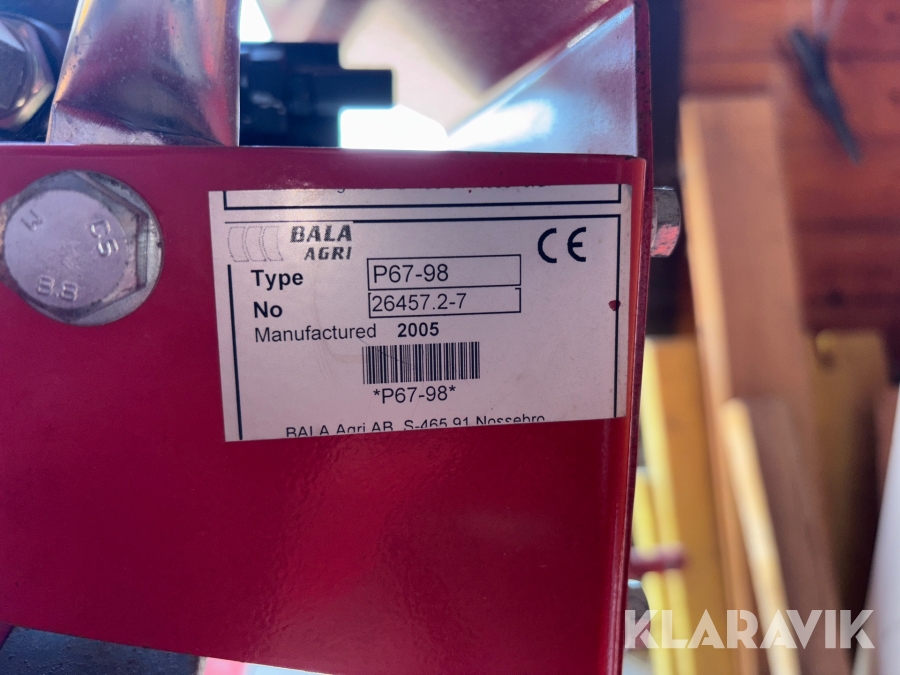 BALA
AGRI
Type P67-98
No 26457.2-7
Manufactured 2005
*P67-98*
BALA Agri AB, S-465 91 Nossebro
CS
M
8.8
KLARAVIK